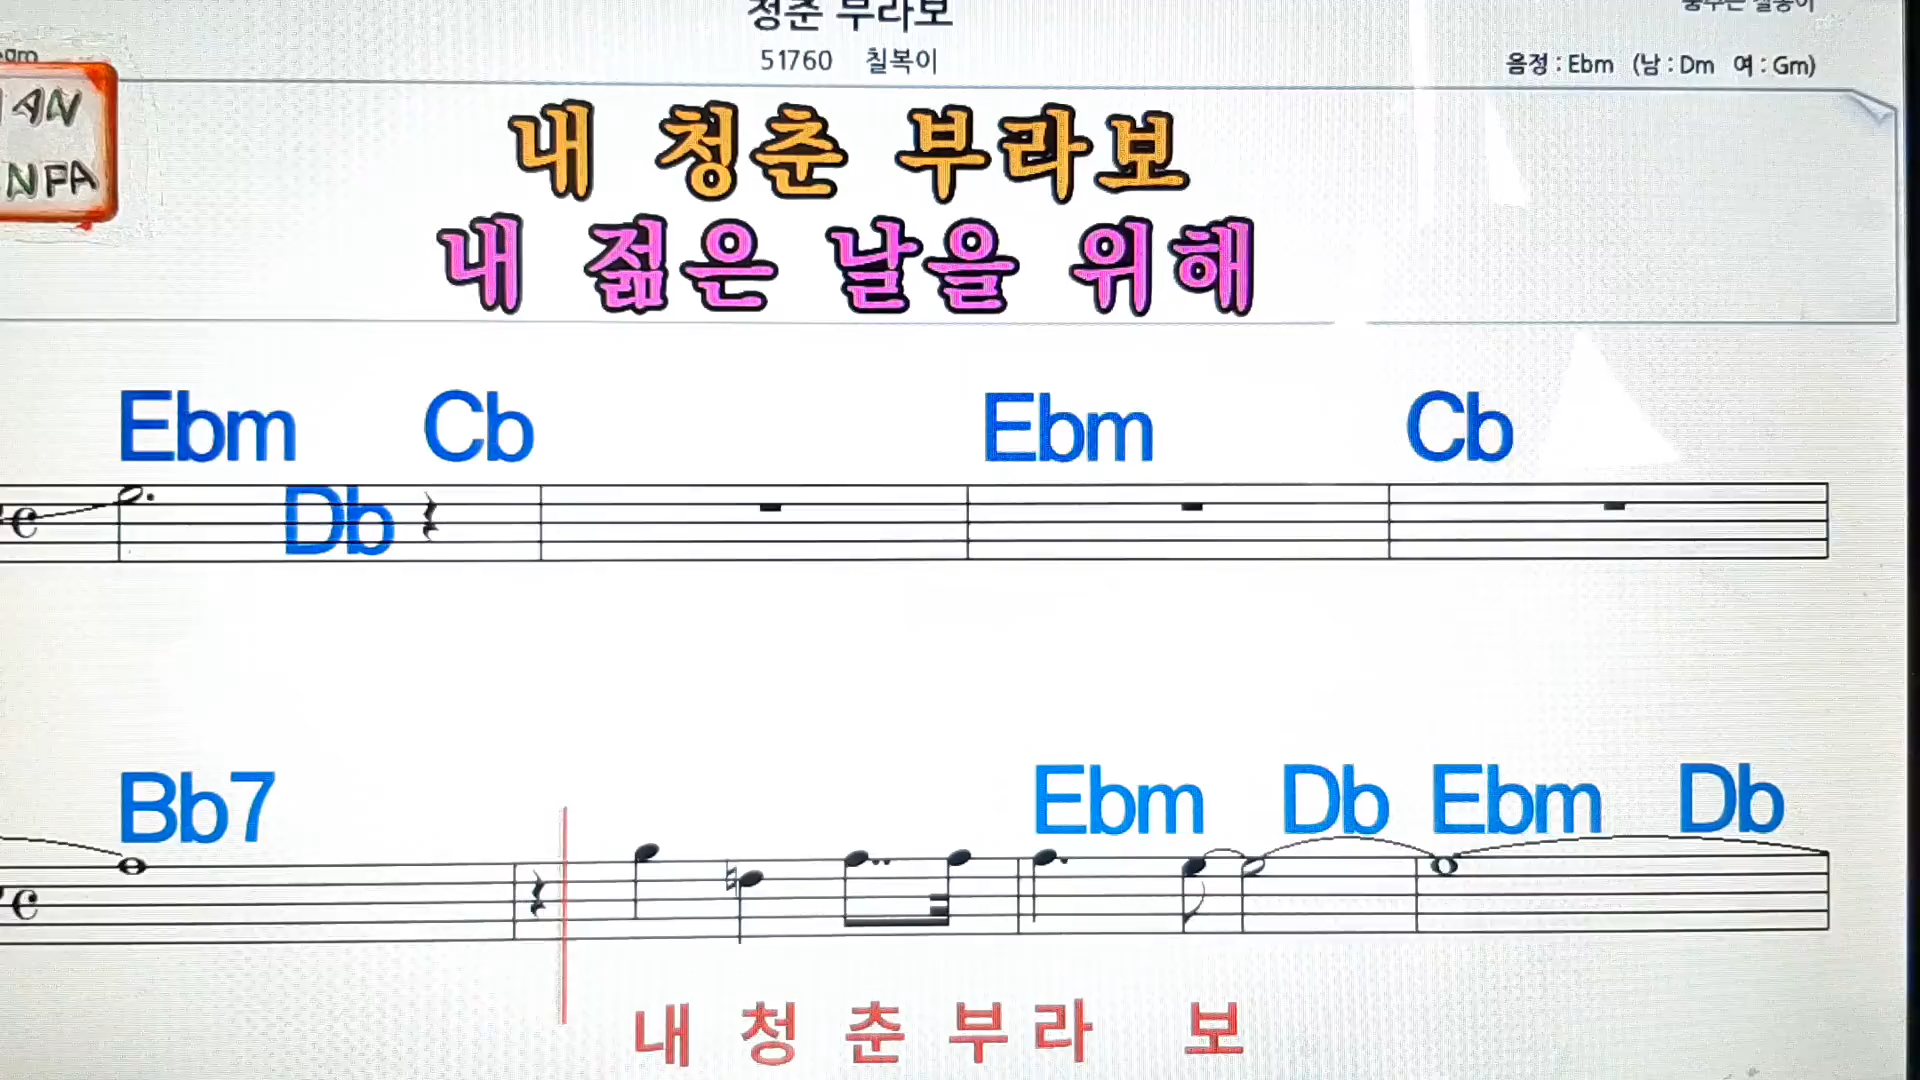 청춘 부라보
51760 칠복이
음정 : Ebm (남 : Dm 여 : Gm)
AN
NFA
내 청춘 부라보
내 젊은 날을 위해
Ebm Db Cb Ebm Cb
Bb7 Ebm Db Ebm Db
내 청 춘 부 라 보